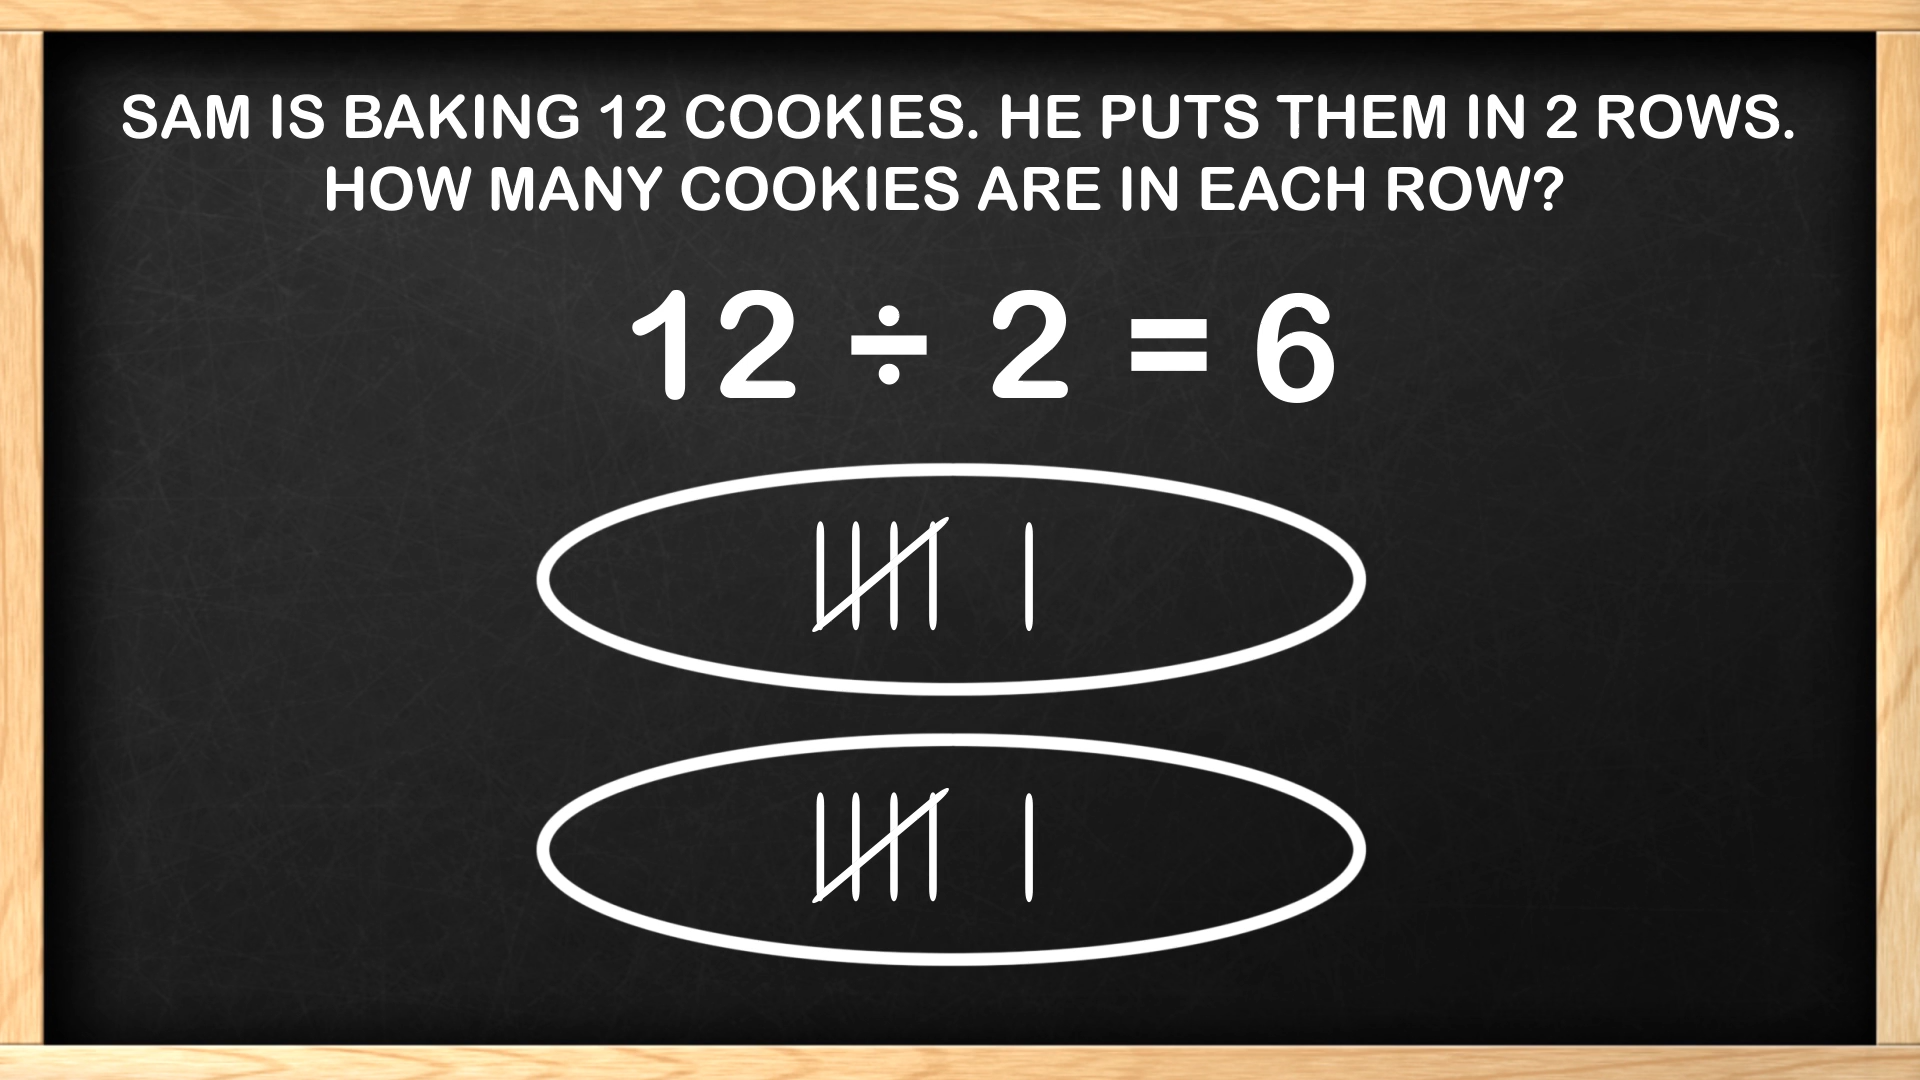 SAM IS BAKING 12 COOKIES. HE PUTS THEM IN 2 ROWS.
HOW MANY COOKIES ARE IN EACH ROW?
12 ÷ 2 = 6